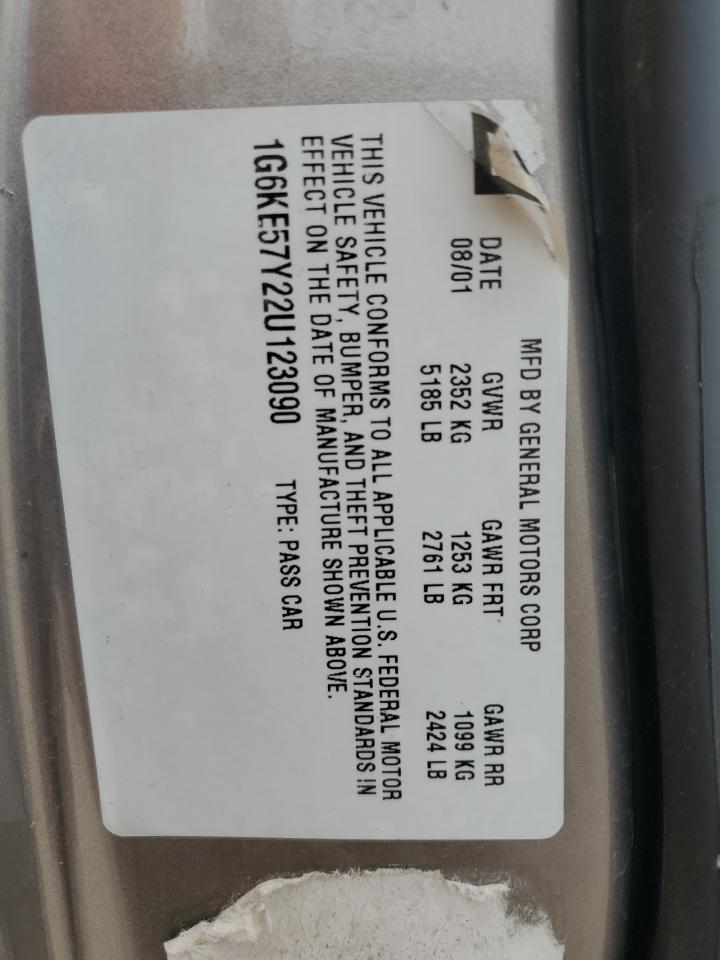 MFD BY GENERAL MOTORS CORP
DATE GVWR GAWR FRT GAWR RR
08/01 2352 KG 1253 KG 1099 KG
5185 LB 2761 LB 2424 LB
THIS VEHICLE CONFORMS TO ALL APPLICABLE U.S. FEDERAL MOTOR
VEHICLE SAFETY, BUMPER, AND THEFT PREVENTION STANDARDS IN
EFFECT ON THE DATE OF MANUFACTURE SHOWN ABOVE.
1G6KE57Y22U123090 TYPE: PASS CAR